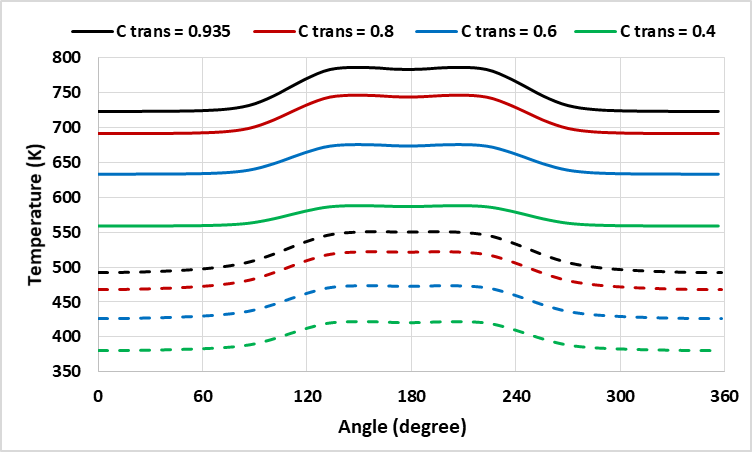 C trans = 0.935 C trans = 0.8 C trans = 0.6 C trans = 0.4
800
750
700
650
600
550
500
450
400
350
Temperature (K)
0 60 120 180 240 300 360
Angle (degree)